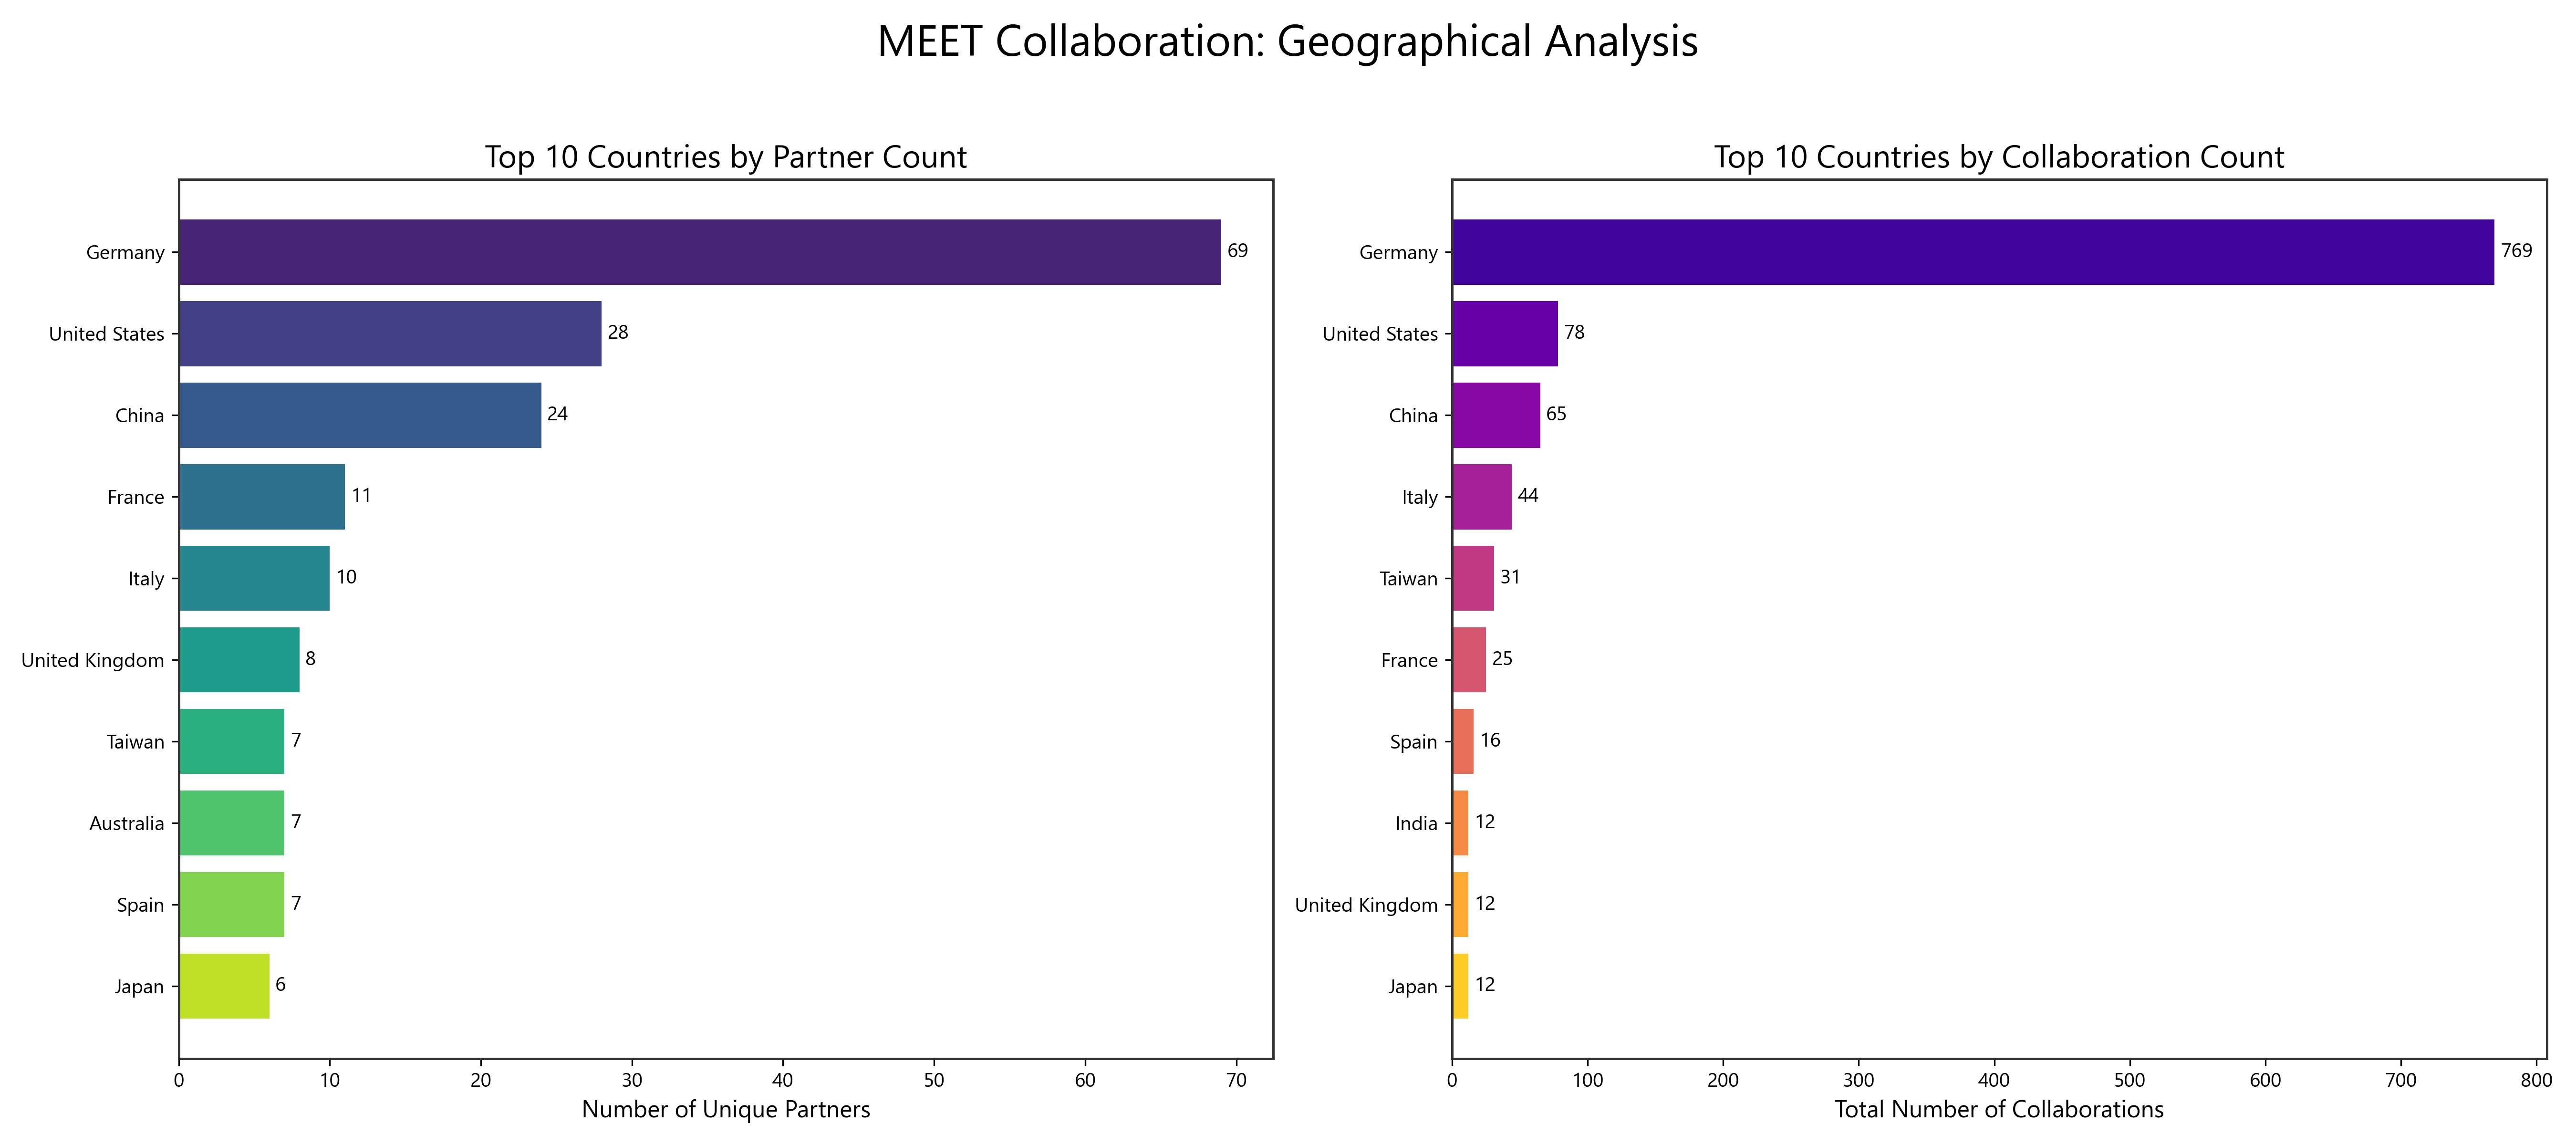 MEET Collaboration: Geographical Analysis
Top 10 Countries by Partner Count
Germany 69
United States 28
China 24
France 11
Italy 10
United Kingdom 8
Taiwan 7
Australia 7
Spain 7
Japan 6
0 10 20 30 40 50 60 70
Number of Unique Partners
Top 10 Countries by Collaboration Count
Germany 769
United States 78
China 65
Italy 44
Taiwan 31
France 25
Spain 16
India 12
United Kingdom 12
Japan 12
0 100 200 300 400 500 600 700 800
Total Number of Collaborations